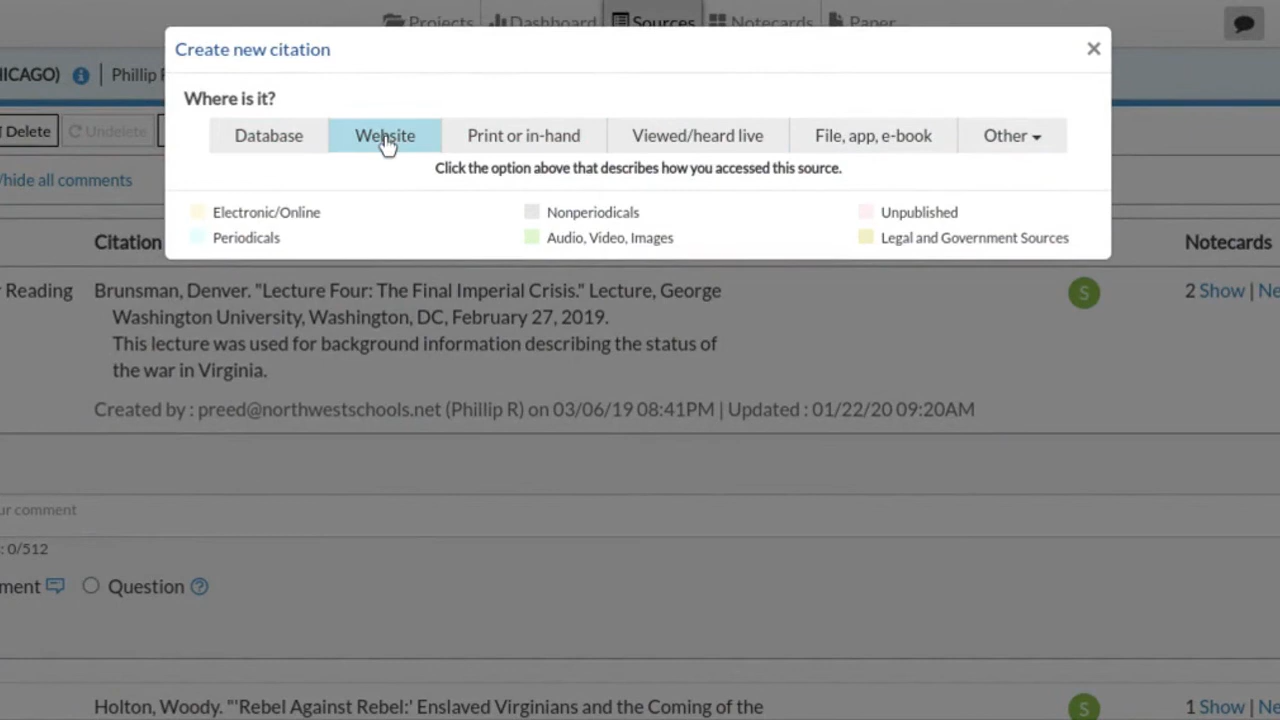 Projects Dashboard Sources Notecards Paper
Create new citation ×
HICAGO) | Phillip
Where is it?
Database Website Print or in-hand Viewed/heard live File, app, e-book Other
Delete Undelete
Click the option above that describes how you accessed this source.
/hide all comments
Electronic/Online Nonperiodicals Unpublished
Periodicals Audio, Video, Images Legal and Government Sources
Citation Notecards
Reading Brunsman, Denver. "Lecture Four: The Final Imperial Crisis." Lecture, George S 2 Show | Ne
Washington University, Washington, DC, February 27, 2019.
This lecture was used for background information describing the status of
the war in Virginia.
Created by : preed@northwestschools.net (Phillip R) on 03/06/19 08:41PM | Updated : 01/22/20 09:20AM
ur comment
: 0/512
ment Question ?
Holton, Woody. "'Rebel Against Rebel:' Enslaved Virginians and the Coming of the S 1 Show | Ne